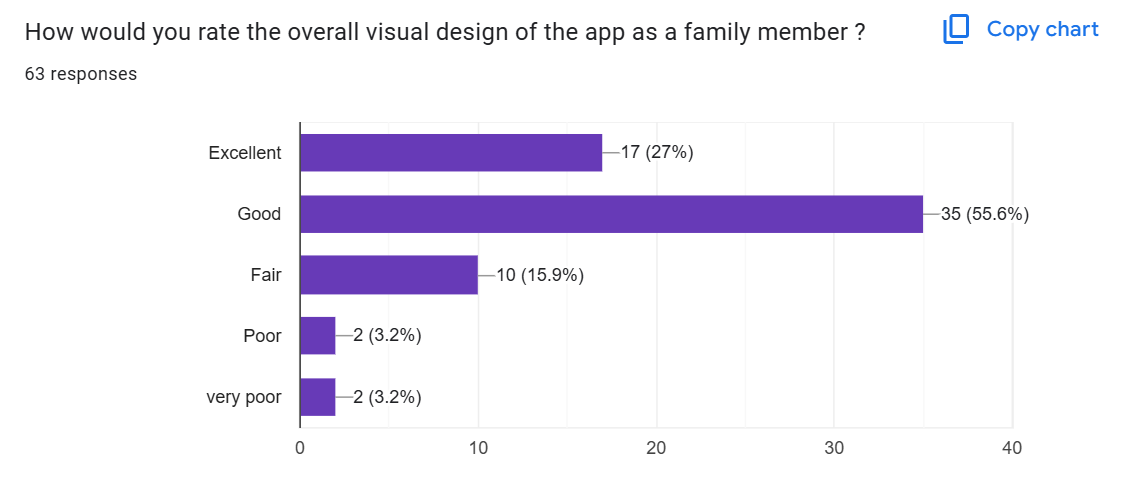 How would you rate the overall visual design of the app as a family member ?
Copy chart
63 responses
Excellent
17 (27%)
Good
35 (55.6%)
Fair
10 (15.9%)
Poor
2 (3.2%)
very poor
2 (3.2%)
0
10
20
30
40